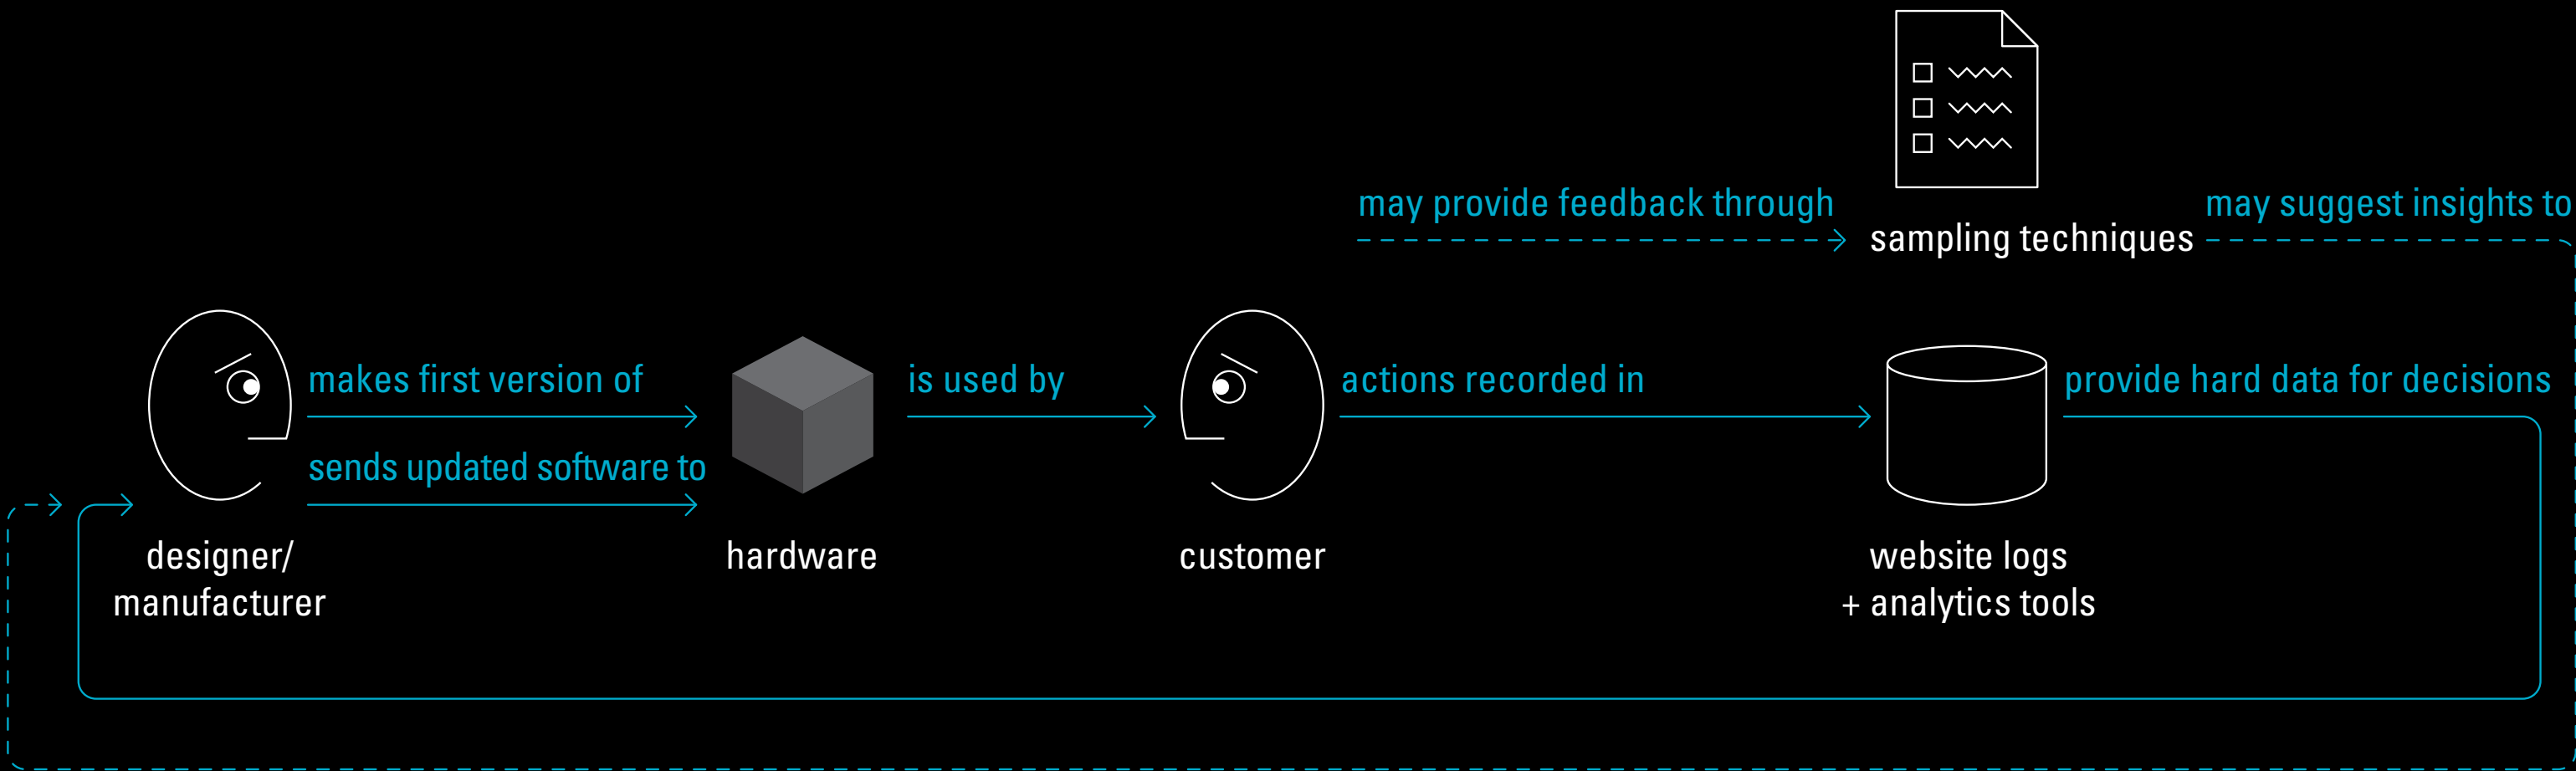 may provide feedback through
sampling techniques
may suggest insights to
makes first version of
sends updated software to
is used by
actions recorded in
provide hard data for decisions
designer/
manufacturer
hardware
customer
website logs
+ analytics tools